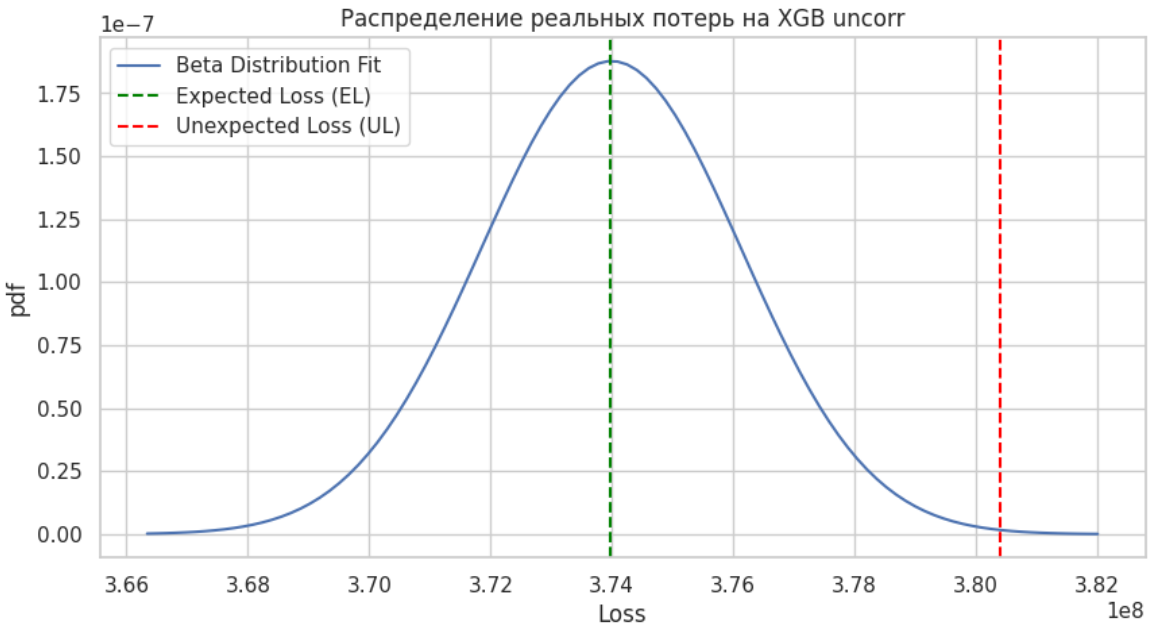 Распределение реальных потерь на XGB uncorr
1e−7
Beta Distribution Fit
Expected Loss (EL)
Unexpected Loss (UL)
1.75
1.50
1.25
1.00
0.75
0.50
0.25
0.00
pdf
3.66 3.68 3.70 3.72 3.74 3.76 3.78 3.80 3.82
Loss
1e8